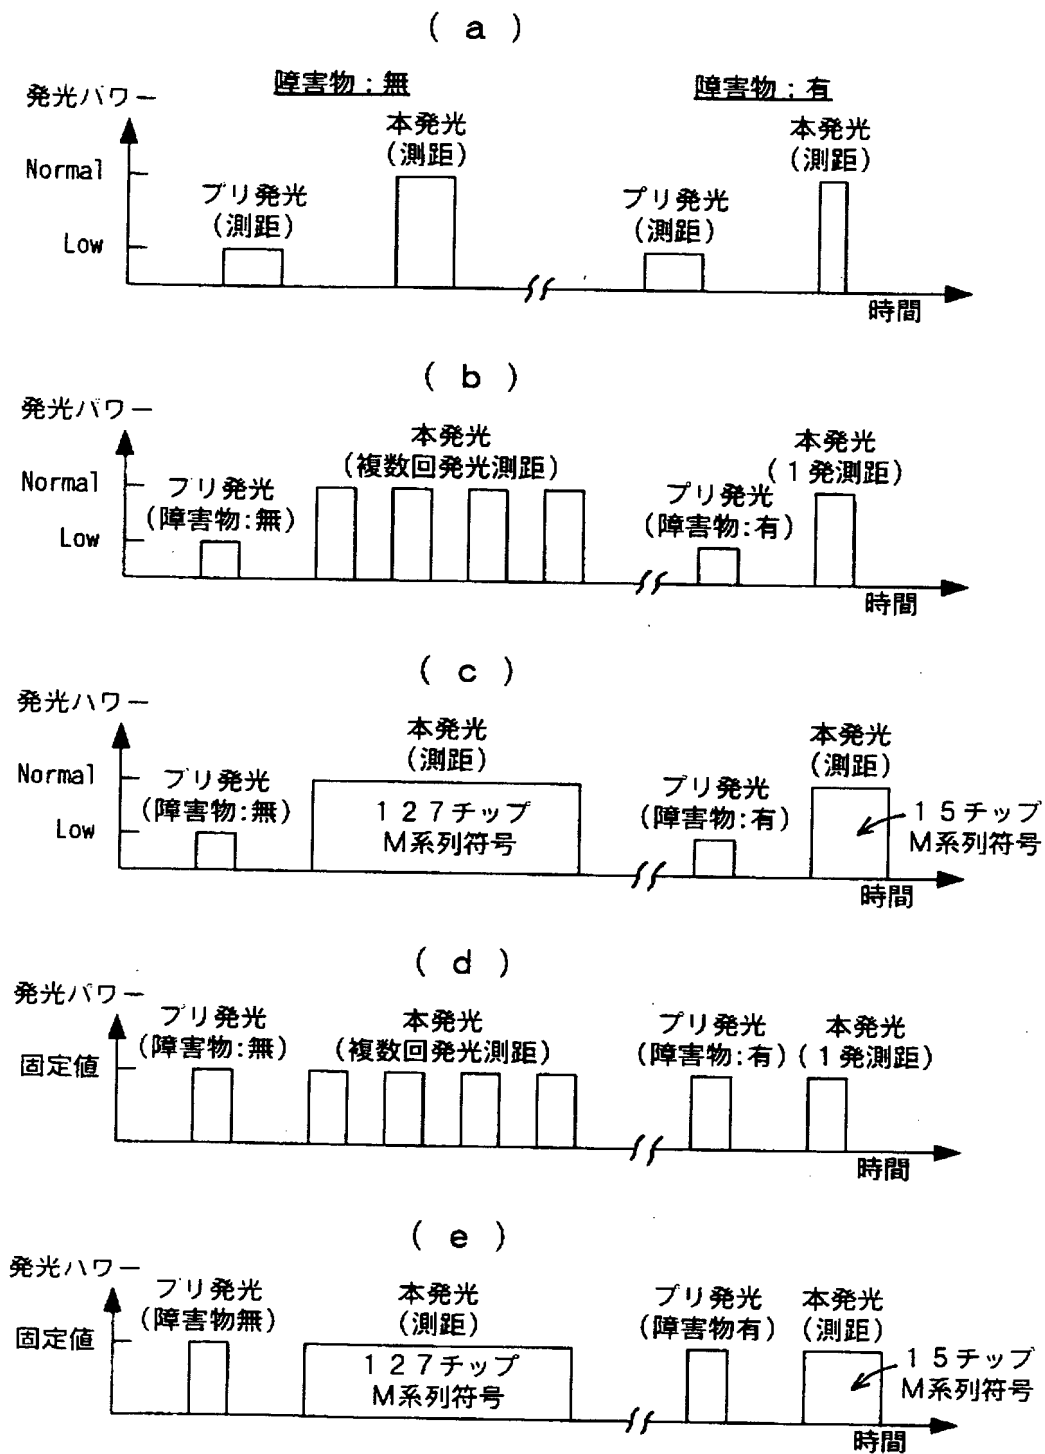 ( a )
障害物:無
障害物:有
発光パワー
本発光
(測距)
本発光
(測距)
Normal
プリ発光
(測距)
プリ発光
(測距)
Low
時間
( b )
発光パワー
本発光
(複数回発光測距)
本発光
(1発測距)
Normal
プリ発光
(障害物:無)
プリ発光
(障害物:有)
Low
時間
( c )
発光パワー
本発光
(測距)
本発光
(測距)
Normal
プリ発光
(障害物:無)
プリ発光
(障害物:有)
127チップ
M系列符号
15チップ
M系列符号
Low
時間
( d )
発光パワー
プリ発光
(障害物:無)
本発光
(複数回発光測距)
プリ発光
(障害物:有)
本発光
(1発測距)
固定値
時間
( e )
発光パワー
プリ発光
(障害物無)
本発光
(測距)
プリ発光
(障害物有)
本発光
(測距)
固定値
127チップ
M系列符号
15チップ
M系列符号
時間